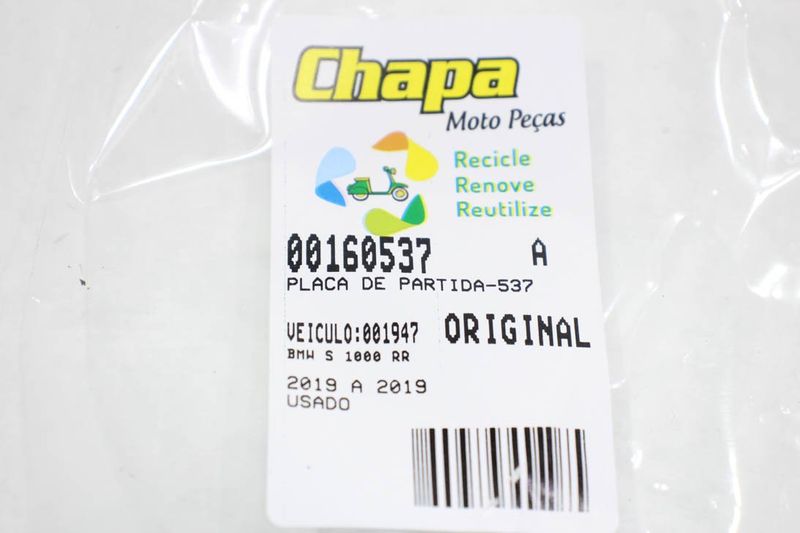 Chapa
Moto Peças
Recicle
Renove
Reutilize
00160537 A
PLACA DE PARTIDA-537
VEICULO:001947 ORIGINAL
BMW S 1000 RR
2019 A 2019
USADO